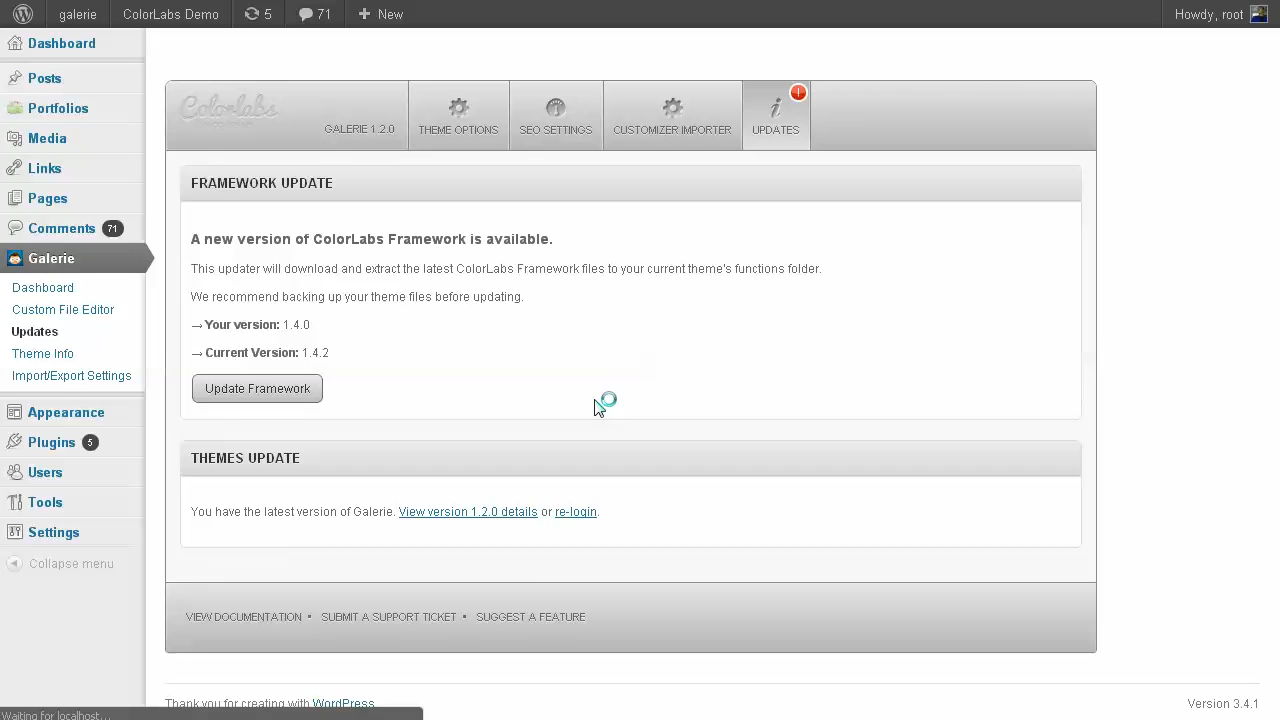 galerie
ColorLabs Demo
5
71
New
Howdy, root
Dashboard
Posts
Portfolios
Media
Links
Pages
Comments 71
Galerie
Dashboard
Custom File Editor
Updates
Theme Info
Import/Export Settings
Appearance
Plugins 5
Users
Tools
Settings
Collapse menu
Colorlabs
GALERIE 1.2.0
THEME OPTIONS
SEO SETTINGS
CUSTOMIZER IMPORTER
UPDATES
FRAMEWORK UPDATE
A new version of ColorLabs Framework is available.
This updater will download and extract the latest ColorLabs Framework files to your current theme's functions folder.
We recommend backing up your theme files before updating.
→ Your version: 1.4.0
→ Current Version: 1.4.2
Update Framework
THEMES UPDATE
You have the latest version of Galerie. View version 1.2.0 details or re-login.
VIEW DOCUMENTATION • SUBMIT A SUPPORT TICKET • SUGGEST A FEATURE
Thank you for creating with WordPress
Version 3.4.1
Waiting for localhost...